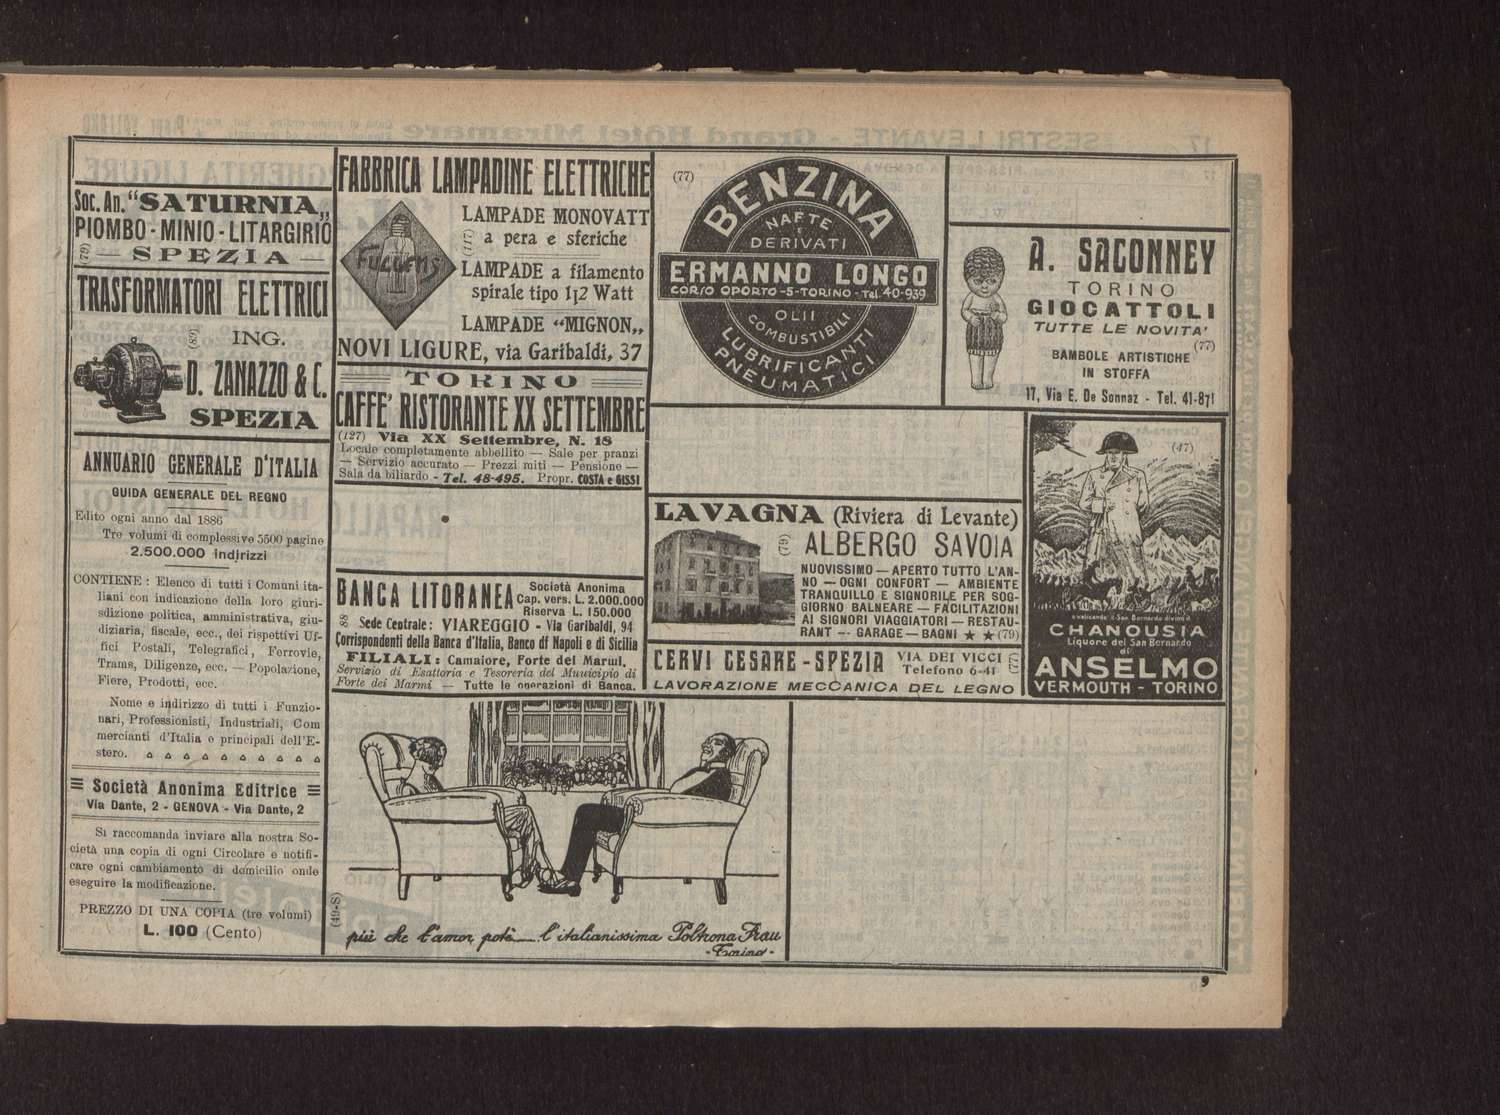 Soc. An. "SATURNIA„
PIOMBO - MINIO - LITARGIRIO
(79) — SPEZIA —
TRASFORMATORI ELETTRICI
(89) ING.
D. ZANAZZO & C.
SPEZIA
ANNUARIO GENERALE D'ITALIA
GUIDA GENERALE DEL REGNO
Edito ogni anno dal 1886
Tre volumi di complessive 5500 pagine
2.500.000 indirizzi
CONTIENE : Elenco di tutti i Comuni ita-
liani con indicazione della loro giuri-
sdizione politica, amministrativa, giu-
diziaria, fiscale, ecc., dei rispettivi Uf-
fici Postali, Telegrafici, Ferrovie,
Trams, Diligenze, ecc. — Popolazione,
Fiere, Prodotti, ecc.
Nome e indirizzo di tutti i Funzio-
nari, Professionisti, Industriali, Com
mercianti d'Italia e principali dell'E-
stero.
Società Anonima Editrice
Via Dante, 2 - GENOVA - Via Dante, 2
Si raccomanda inviare alla nostra So-
cietà una copia di ogni Circolare e notifi-
care ogni cambiamento di domicilio onde
eseguire la modificazione.
PREZZO DI UNA COPIA (tre volumi)
L. 100 (Cento)
FABBRICA LAMPADINE ELETTRICHE
LAMPADE MONOVATT
a pera e sferiche
(117)
LAMPADE a filamento
spirale tipo 1|2 Watt
LAMPADE "MIGNON„
NOVI LIGURE, via Garibaldi, 37
TORINO
CAFFE' RISTORANTE XX SETTEMBRE
(127) Via XX Settembre, N. 18
Locale completamente abbellito — Sale per pranzi
— Servizio accurato — Prezzi miti — Pensione —
Sala da biliardo - Tel. 48-495. Propr. COSTA e GISSI
BANCA LITORANEA Società Anonima
Cap. vers. L. 2.000.000
Riserva L. 150.000
Sede Centrale: VIAREGGIO - Via Garibaldi, 94
Corrispondenti della Banca d'Italia, Banco di Napoli e di Sicilia
FILIALI: Camaiore, Forte dei Marmi.
Servizio di Esattoria e Tesoreria del Municipio di
Forte dei Marmi — Tutte le operazioni di Banca.
(77)
BENZINA
NAFTE
E
DERIVATI
ERMANNO LONGO
CORSO OPORTO - 5 - TORINO - Tel. 40-939
OLII
COMBUSTIBILI
LUBRIFICANTI
PNEUMATICI
A. SACONNEY
TORINO
GIOCATTOLI
TUTTE LE NOVITA'
(77)
BAMBOLE ARTISTICHE
IN STOFFA
17, Via E. De Sonnaz - Tel. 41-871
LAVAGNA (Riviera di Levante)
(79) ALBERGO SAVOIA
NUOVISSIMO — APERTO TUTTO L'AN-
NO — OGNI CONFORT — AMBIENTE
TRANQUILLO E SIGNORILE PER SOG-
GIORNO BALNEARE — FACILITAZIONI
AI SIGNORI VIAGGIATORI — RESTAU-
RANT -- GARAGE — BAGNI ★ ★ (79)
CERVI CESARE - SPEZIA VIA DEI VICCI
Telefono 6-41 (77)
LAVORAZIONE MECCANICA DEL LEGNO
(47)
CHANOUSIA
Liquore del San Bernardo
di
ANSELMO
VERMOUTH - TORINO
(49-S)
più che l'amor potè.... l'italianissima Poltrona Frau
- Torino -
9